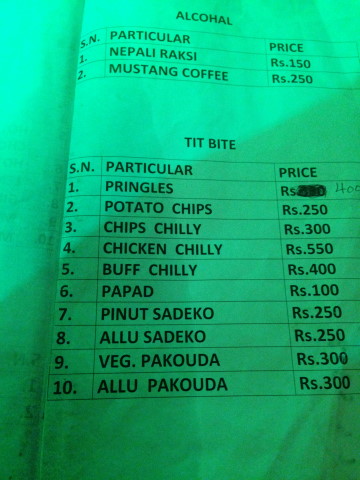 ALCOHAL
S.N. PARTICULAR PRICE
1. NEPALI RAKSI Rs.150
2. MUSTANG COFFEE Rs.250
TIT BITE
S.N. PARTICULAR PRICE
1. PRINGLES Rs 400
2. POTATO CHIPS Rs.250
3. CHIPS CHILLY Rs.300
4. CHICKEN CHILLY Rs.550
5. BUFF CHILLY Rs.400
6. PAPAD Rs.100
7. PINUT SADEKO Rs.250
8. ALLU SADEKO Rs.250
9. VEG. PAKOUDA Rs.300
10. ALLU PAKOUDA Rs.300